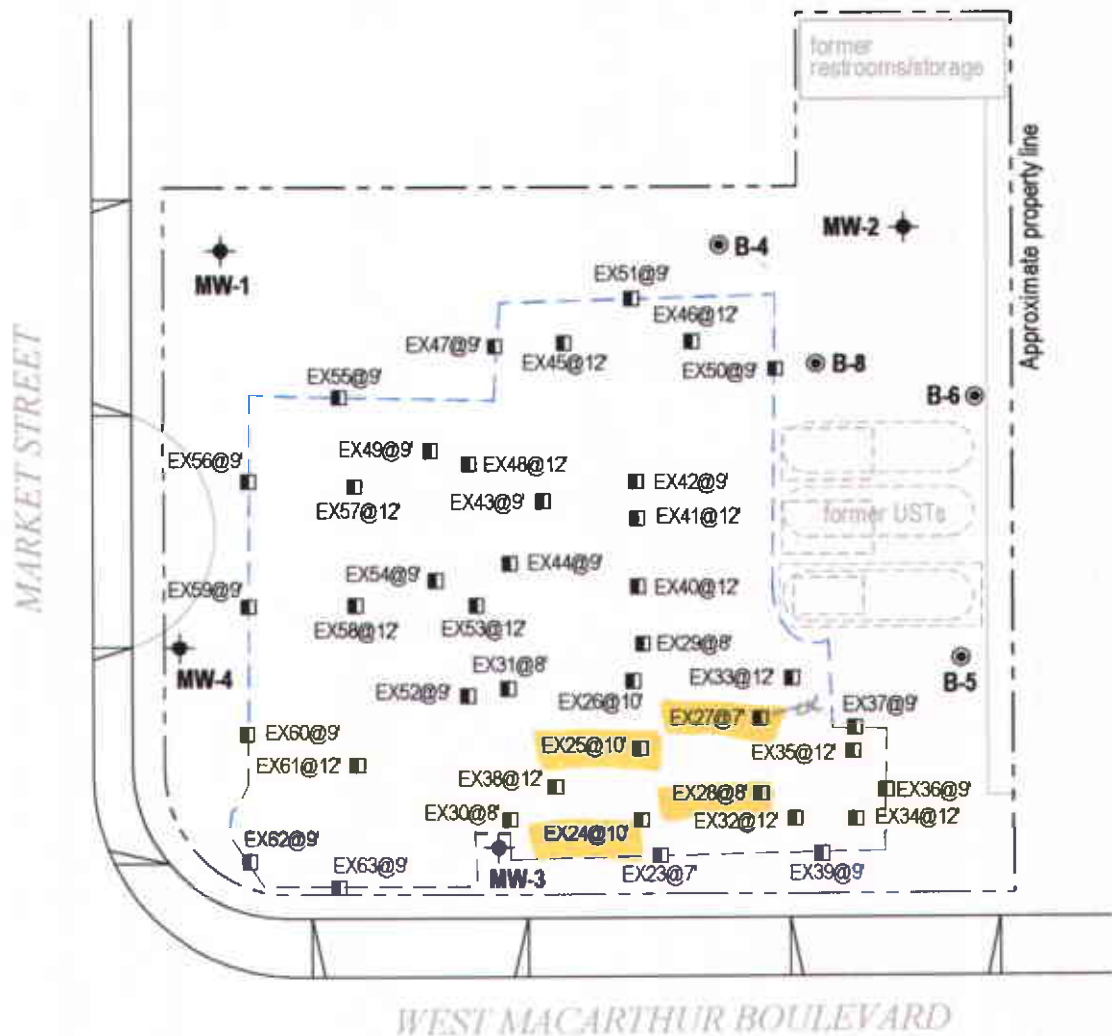 former
restrooms/storage
Approximate property line
MW-2
B-4
MW-1
EX51@9'
EX46@12'
EX47@9'
EX45@12'
EX50@9'
B-8
MARKET STREET
EX55@9'
B-6
EX49@9'
EX48@12'
EX56@9'
EX42@9'
EX43@9'
EX57@12'
EX41@12'
former USTs
EX44@9'
EX54@9'
EX59@9'
EX40@12'
EX58@12'
EX53@12'
EX29@8'
MW-4
EX31@8'
EX33@12'
B-5
EX52@9'
EX26@10'
EX27@7'
EX37@9'
EX60@9'
EX25@10'
EX35@12'
EX61@12'
EX38@12'
EX28@8'
EX36@9'
EX30@8'
EX32@12'
EX34@12'
EX24@10'
EX62@9'
EX63@9'
MW-3
EX23@7'
EX39@9'
WEST MACARTHUR BOULEVARD